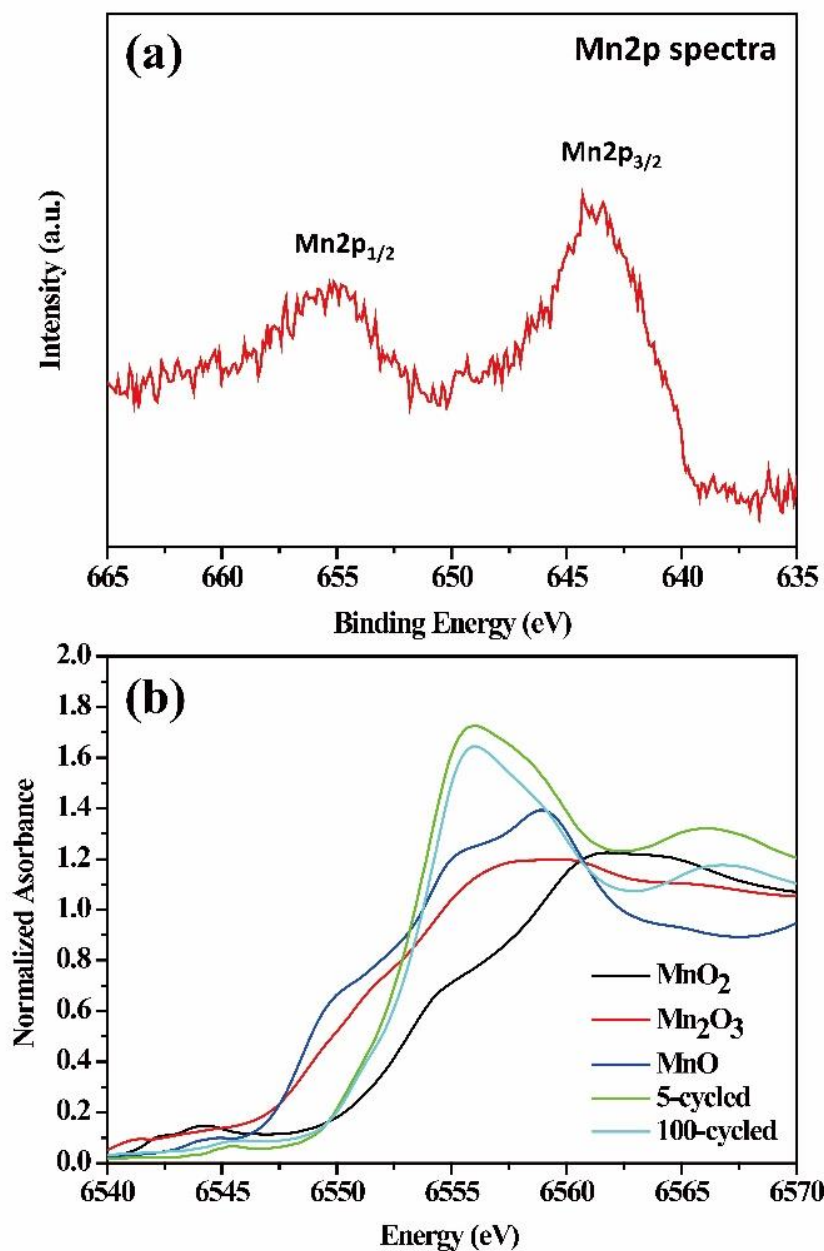 (a)
Mn2p spectra
Mn2p3/2
Mn2p1/2
Intensity (a.u.)
665 660 655 650 645 640 635
Binding Energy (eV)
(b)
2.0
1.8
1.6
1.4
1.2
1.0
0.8
0.6
0.4
0.2
0.0
Normalized Asorbance
MnO2
Mn2O3
MnO
5-cycled
100-cycled
6540 6545 6550 6555 6560 6565 6570
Energy (eV)